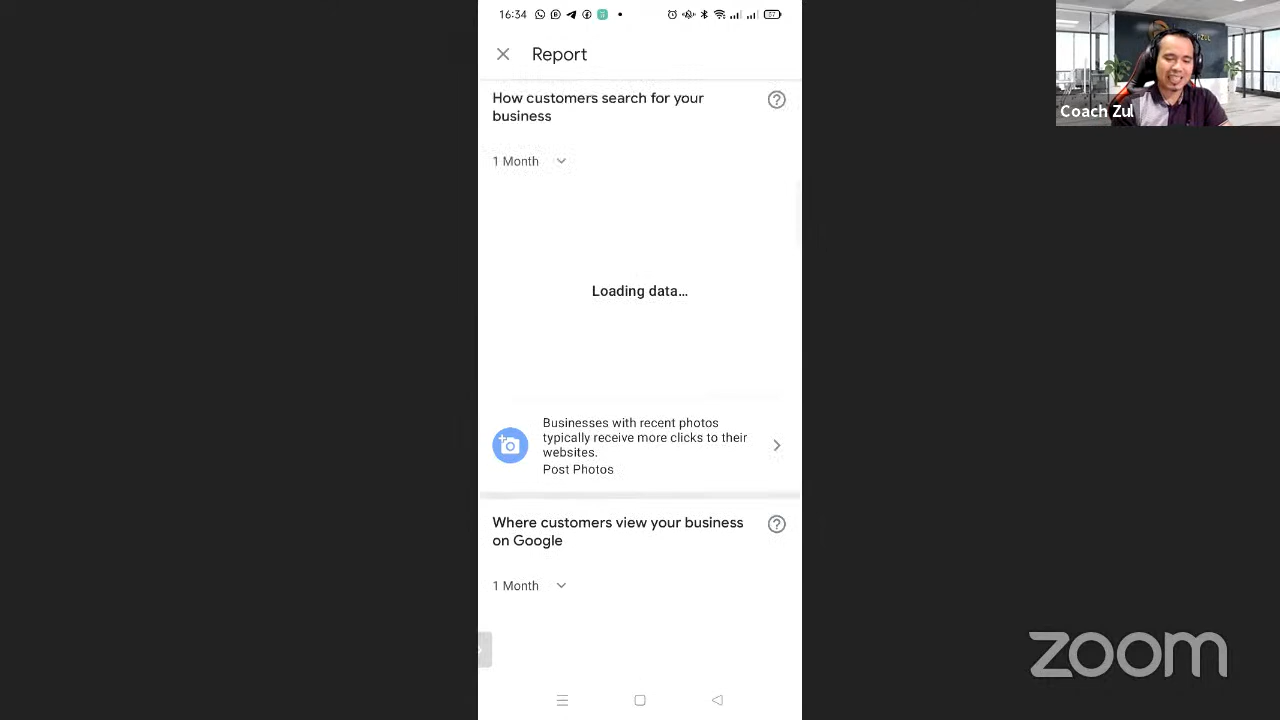 16:34
57
Report
How customers search for your
business
1 Month
Loading data...
Businesses with recent photos
typically receive more clicks to their
websites.
Post Photos
Where customers view your business
on Google
1 Month
Coach Zul
zoom